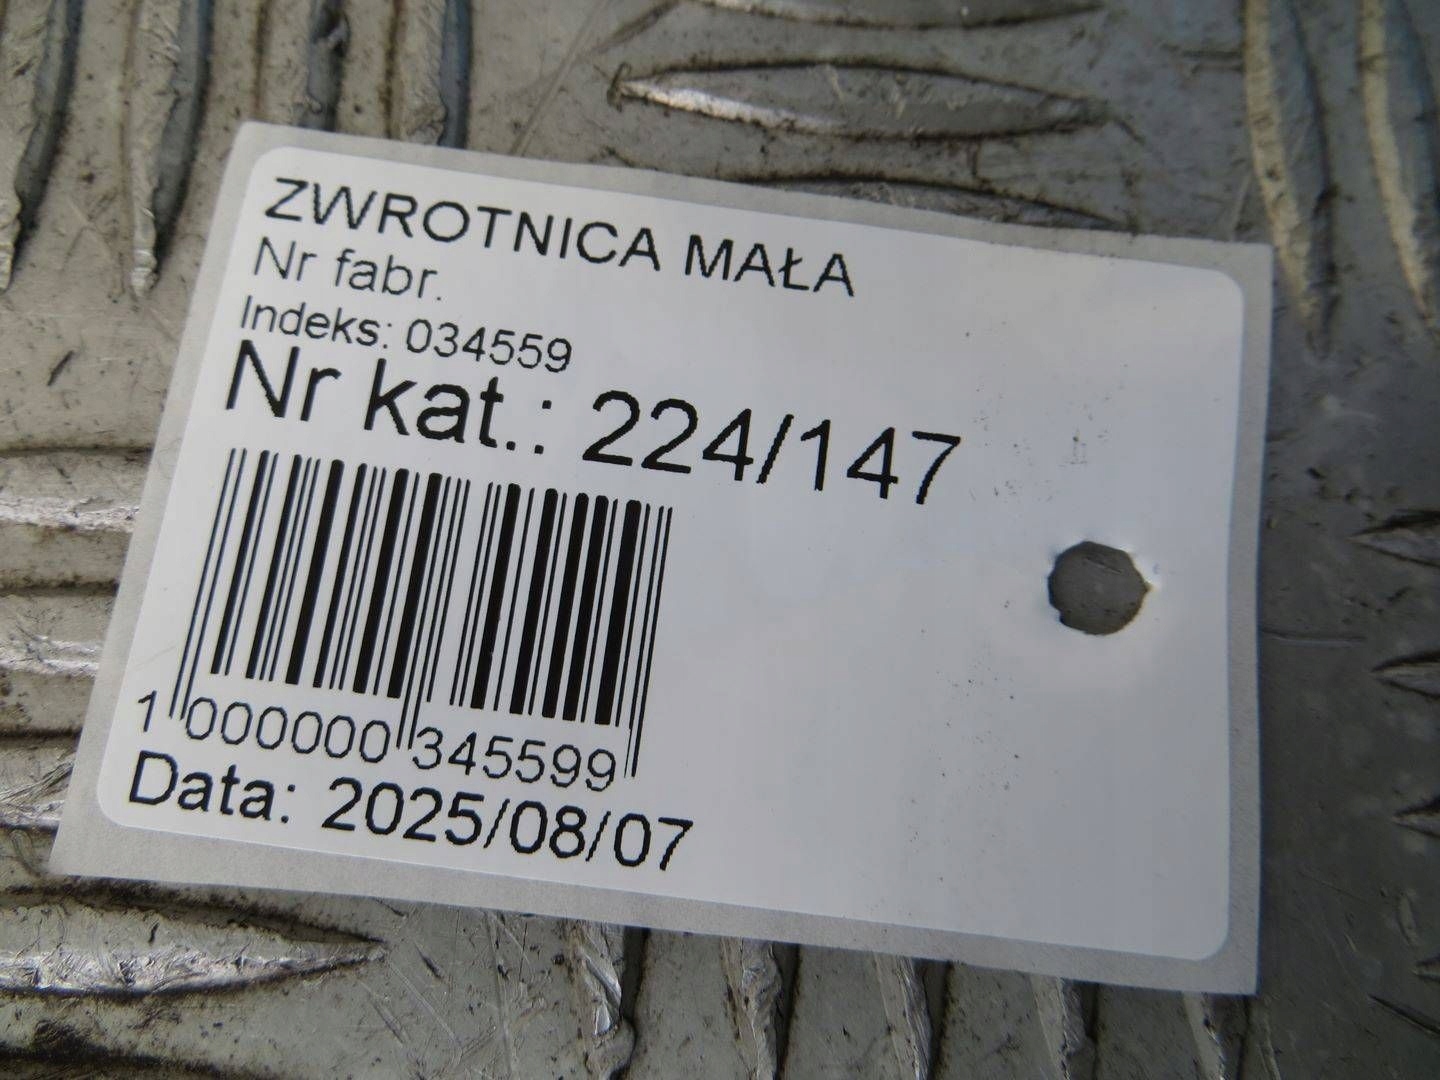 ZWROTNICA MAŁA
Nr fabr.
Indeks: 034559
Nr kat.: 224/147
1 000000 345599
Data: 2025/08/07